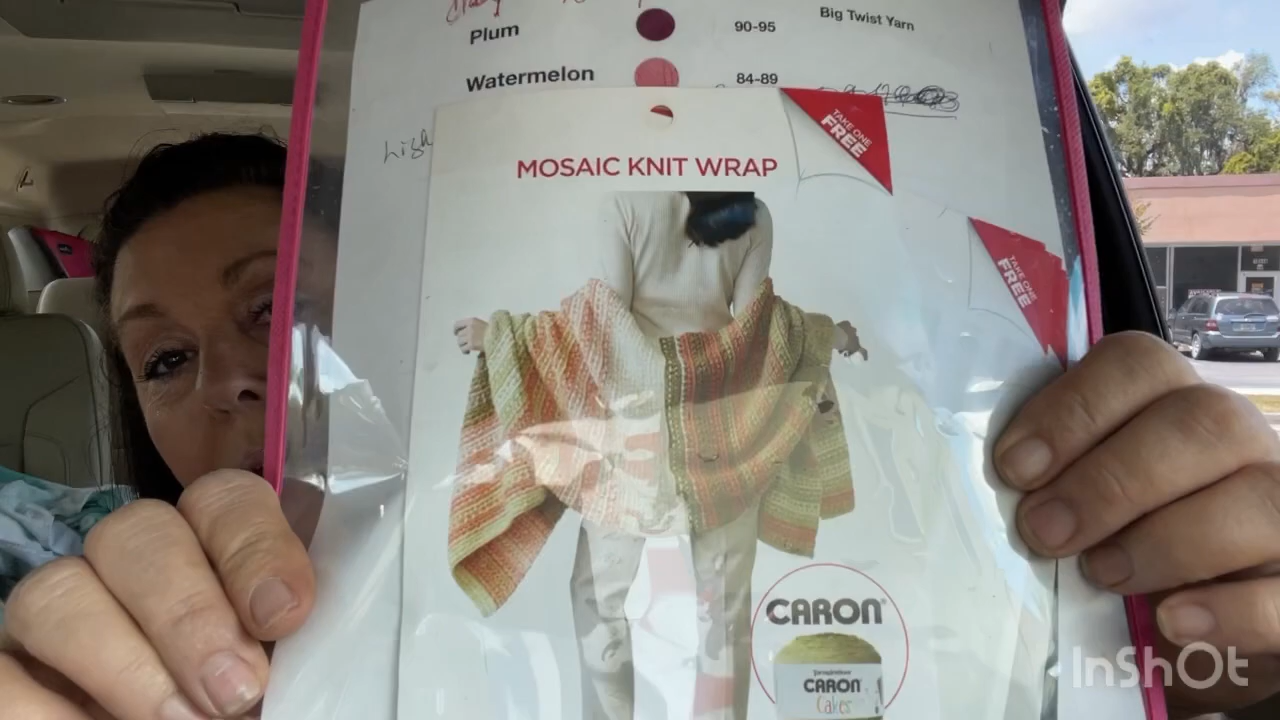 Plum 90-95 Big Twist Yarn
Watermelon 84-89
TAKE ONE
FREE
MOSAIC KNIT WRAP
TAKE ONE
FREE
CARON®
CARON
Cakes
InShOt